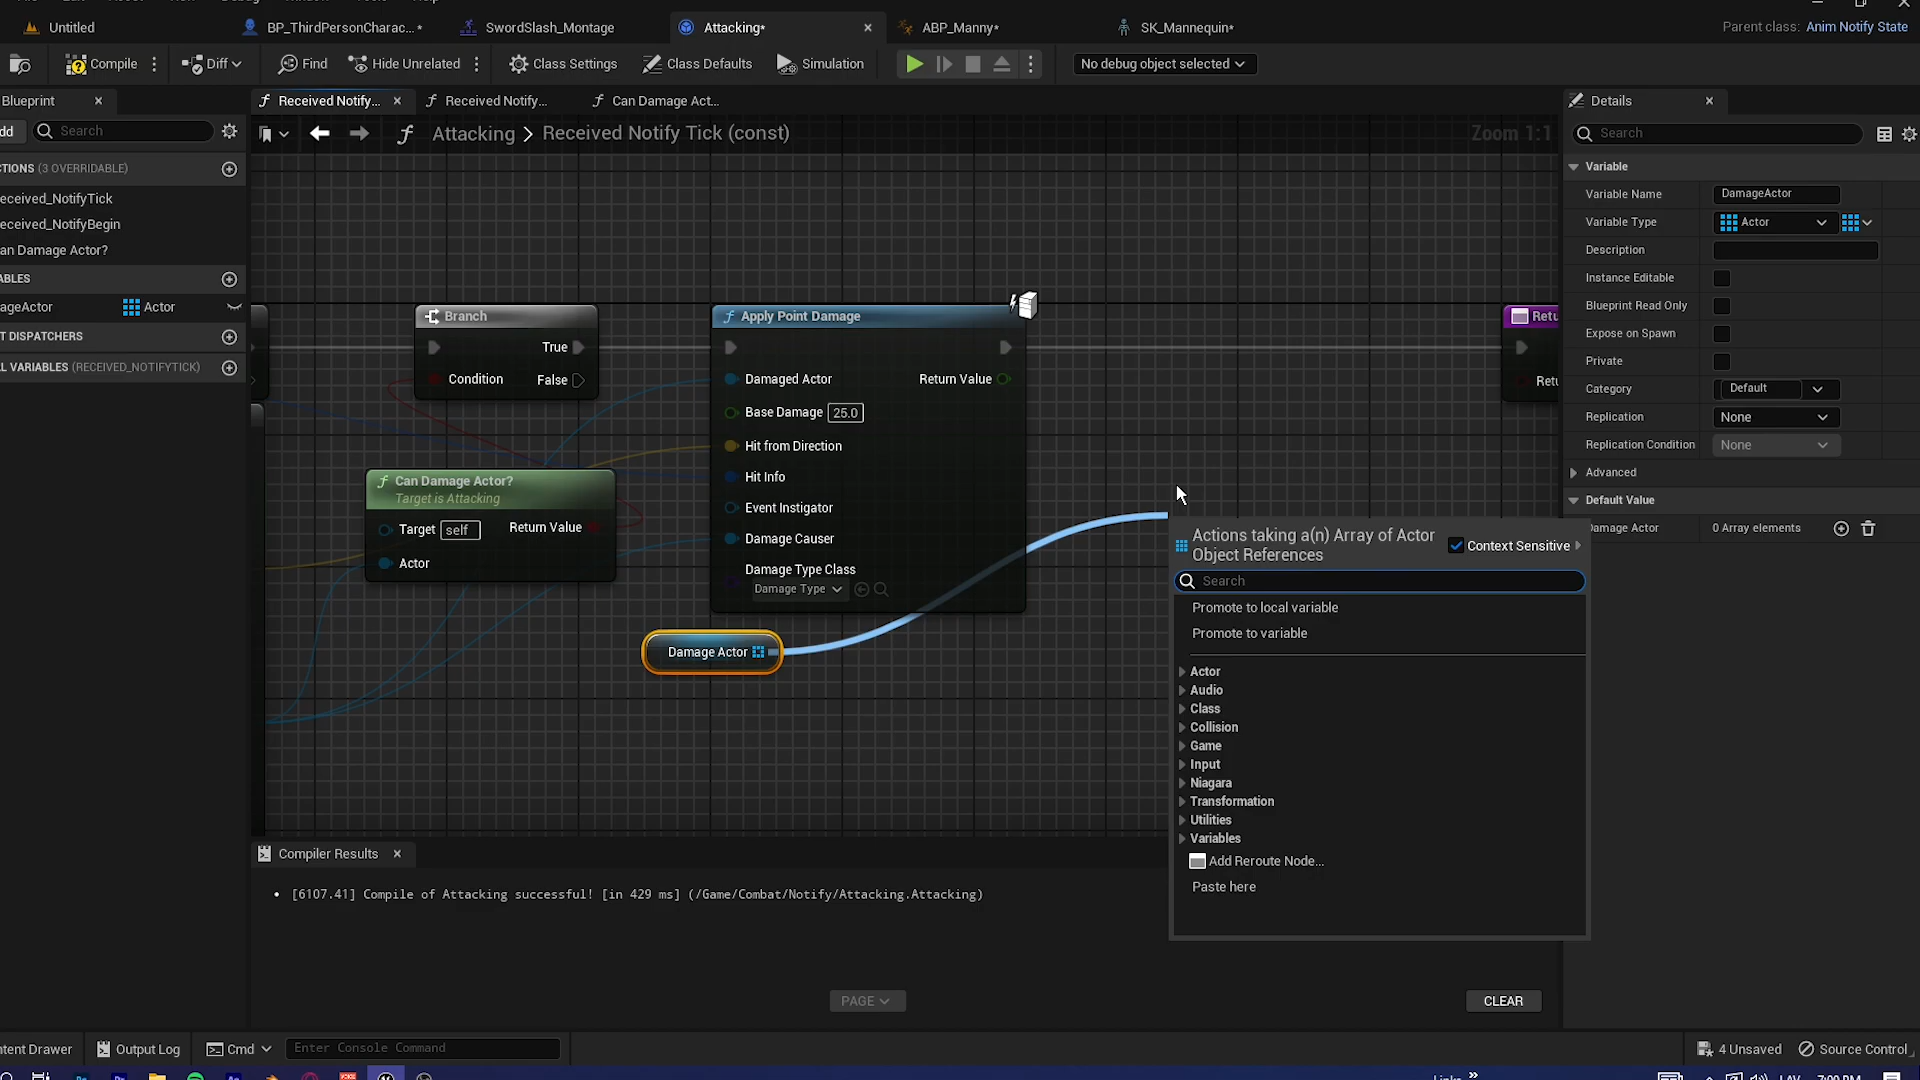 Untitled
BP_ThirdPersonCharac...*
SwordSlash_Montage
Attacking*
ABP_Manny*
SK_Mannequin*
Parent class: Anim Notify State
Compile
Diff
Find
Hide Unrelated
Class Settings
Class Defaults
Simulation
No debug object selected
Blueprint
Received Notify...
Received Notify...
Can Damage Act...
Details
dd
Search
Attacking > Received Notify Tick (const)
Zoom 1:1
Search
CTIONS (3 OVERRIDABLE)
eceived_NotifyTick
eceived_NotifyBegin
an Damage Actor?
ABLES
ageActor
Actor
T DISPATCHERS
L VARIABLES (RECEIVED_NOTIFYTICK)
Branch
True
Condition
False
Apply Point Damage
Damaged Actor
Return Value
Base Damage 25.0
Hit from Direction
Hit Info
Event Instigator
Damage Causer
Damage Type Class
Damage Type
Can Damage Actor?
Target is Attacking
Target self
Return Value
Actor
Damage Actor
Retu
Retu
Actions taking a(n) Array of Actor
Object References
Context Sensitive
Search
Promote to local variable
Promote to variable
Actor
Audio
Class
Collision
Game
Input
Niagara
Transformation
Utilities
Variables
Add Reroute Node...
Paste here
Variable
Variable Name
DamageActor
Variable Type
Actor
Description
Instance Editable
Blueprint Read Only
Expose on Spawn
Private
Category
Default
Replication
None
Replication Condition
None
Advanced
Default Value
Damage Actor
0 Array elements
Compiler Results
[6107.41] Compile of Attacking successful! [in 429 ms] (/Game/Combat/Notify/Attacking.Attacking)
PAGE
CLEAR
ntent Drawer
Output Log
Cmd
Enter Console Command
4 Unsaved
Source Control